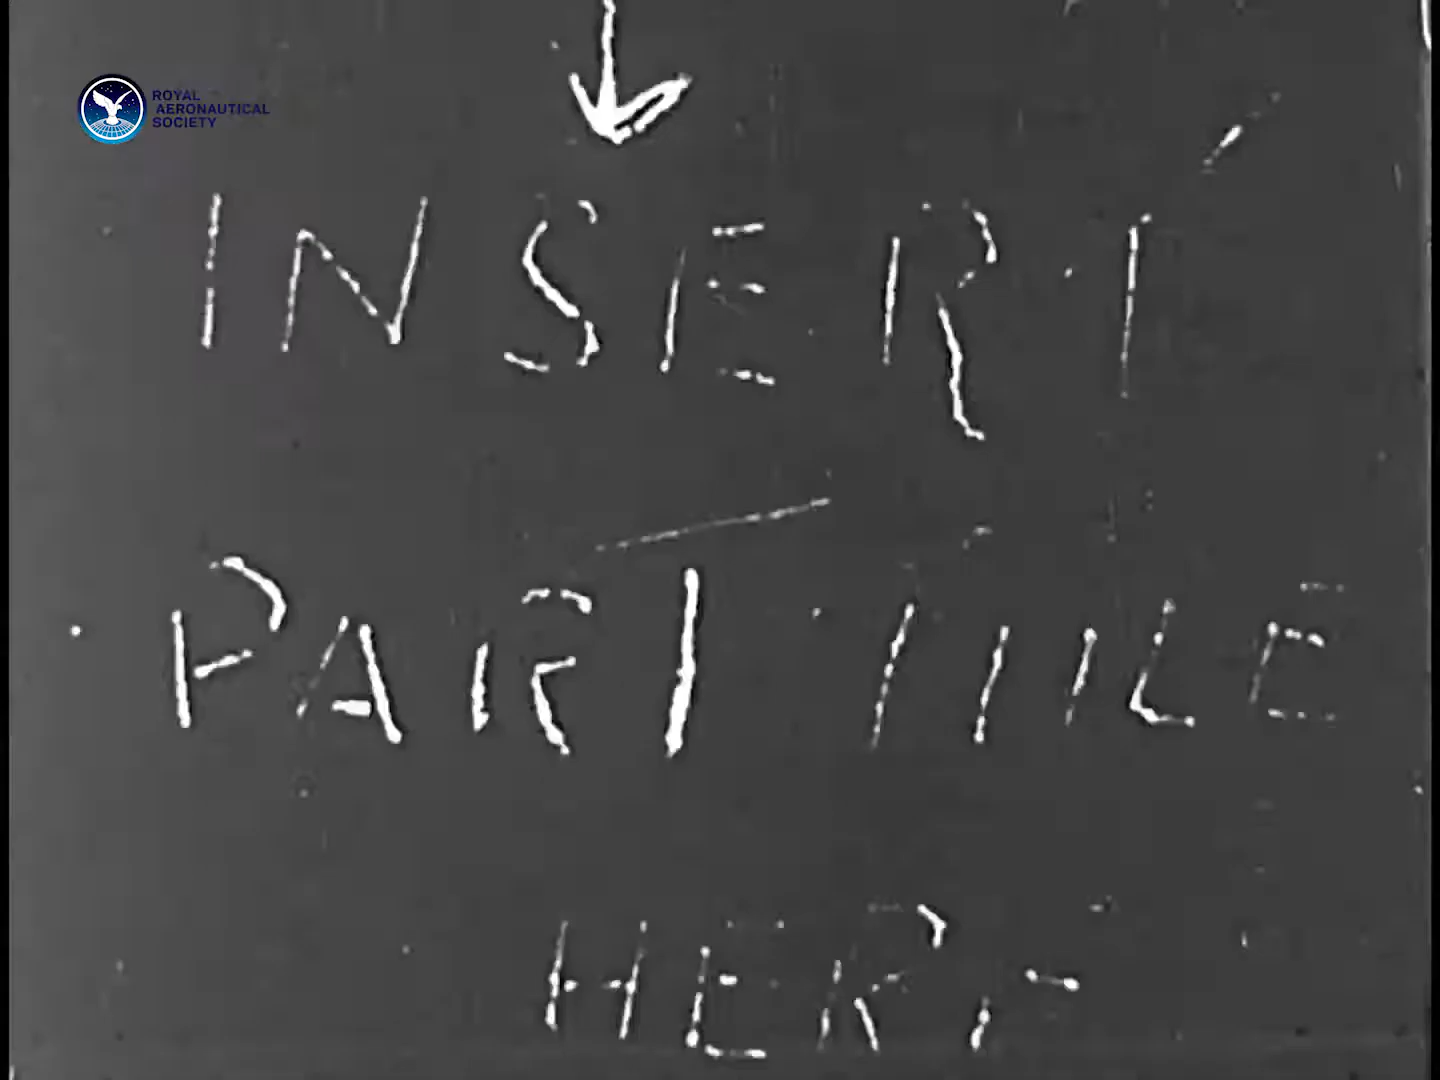 ROYAL
AERONAUTICAL
SOCIETY
INSERT
PART TITLE
HERE